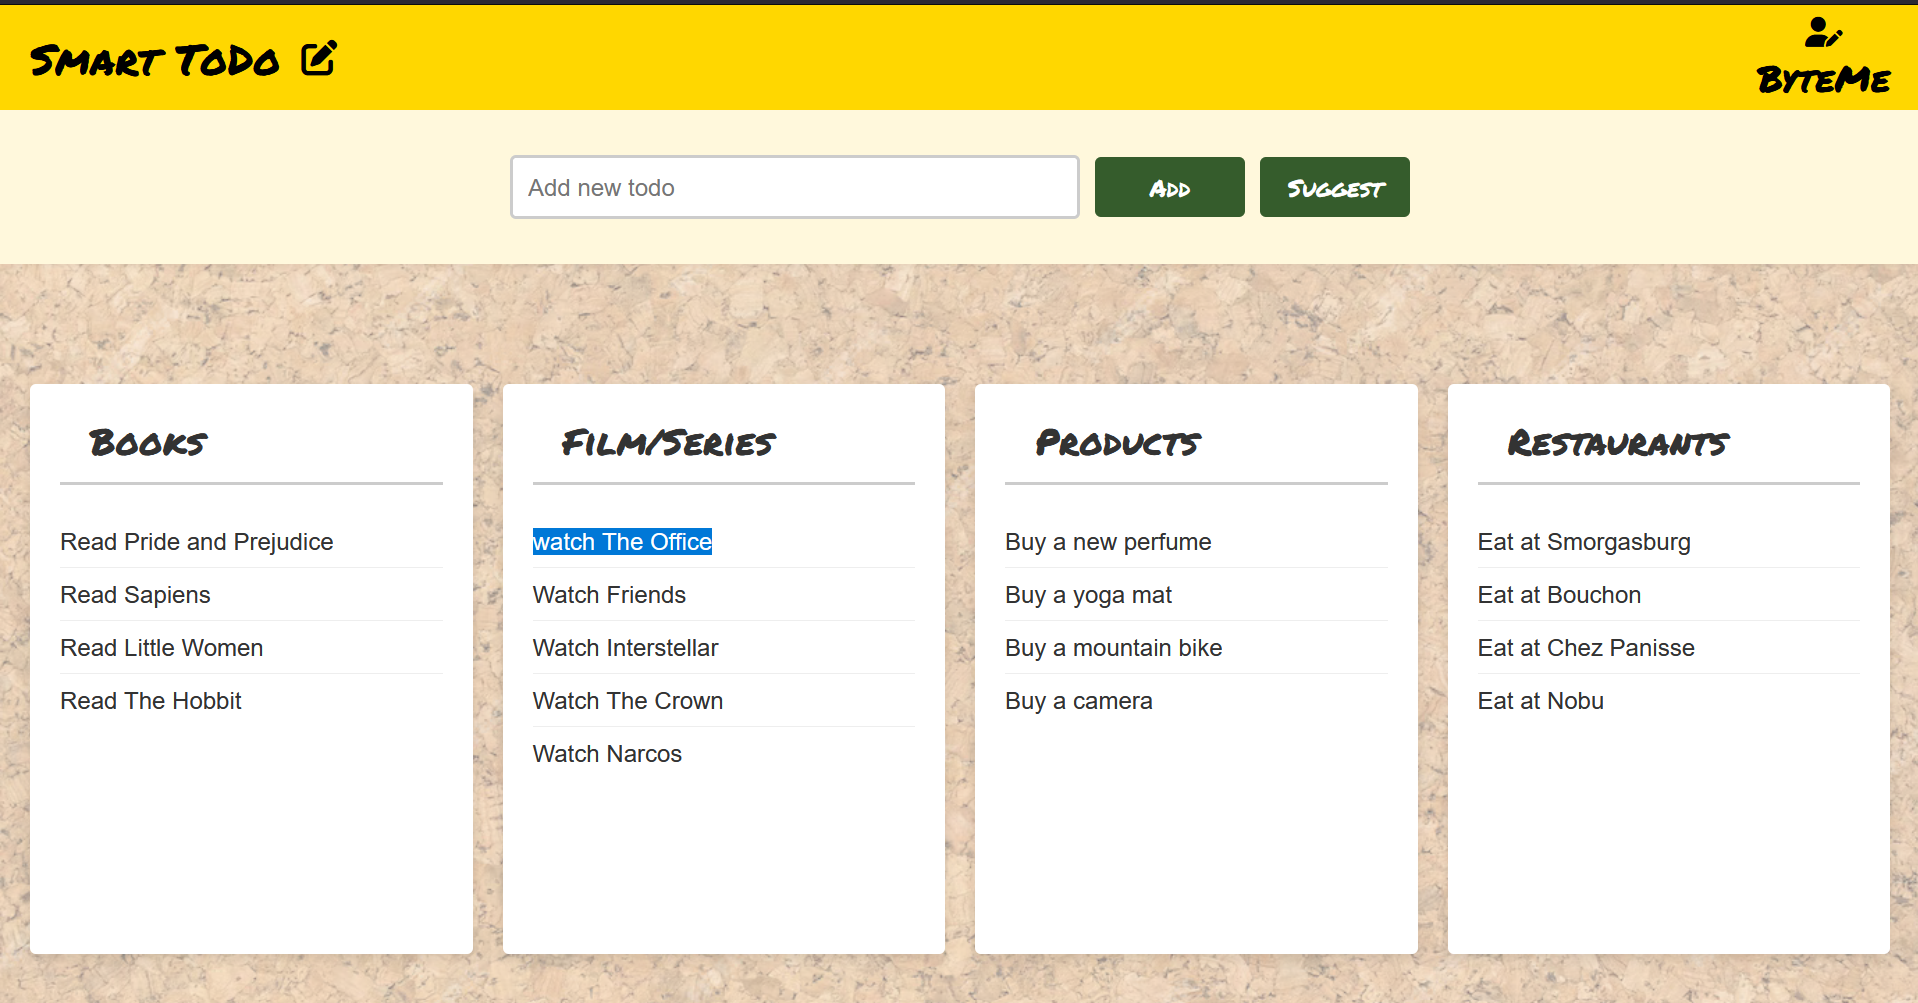 Smart ToDo
ByteMe
Add new todo
Add
Suggest
Books
Read Pride and Prejudice
Read Sapiens
Read Little Women
Read The Hobbit
Film/Series
watch The Office
Watch Friends
Watch Interstellar
Watch The Crown
Watch Narcos
Products
Buy a new perfume
Buy a yoga mat
Buy a mountain bike
Buy a camera
Restaurants
Eat at Smorgasburg
Eat at Bouchon
Eat at Chez Panisse
Eat at Nobu